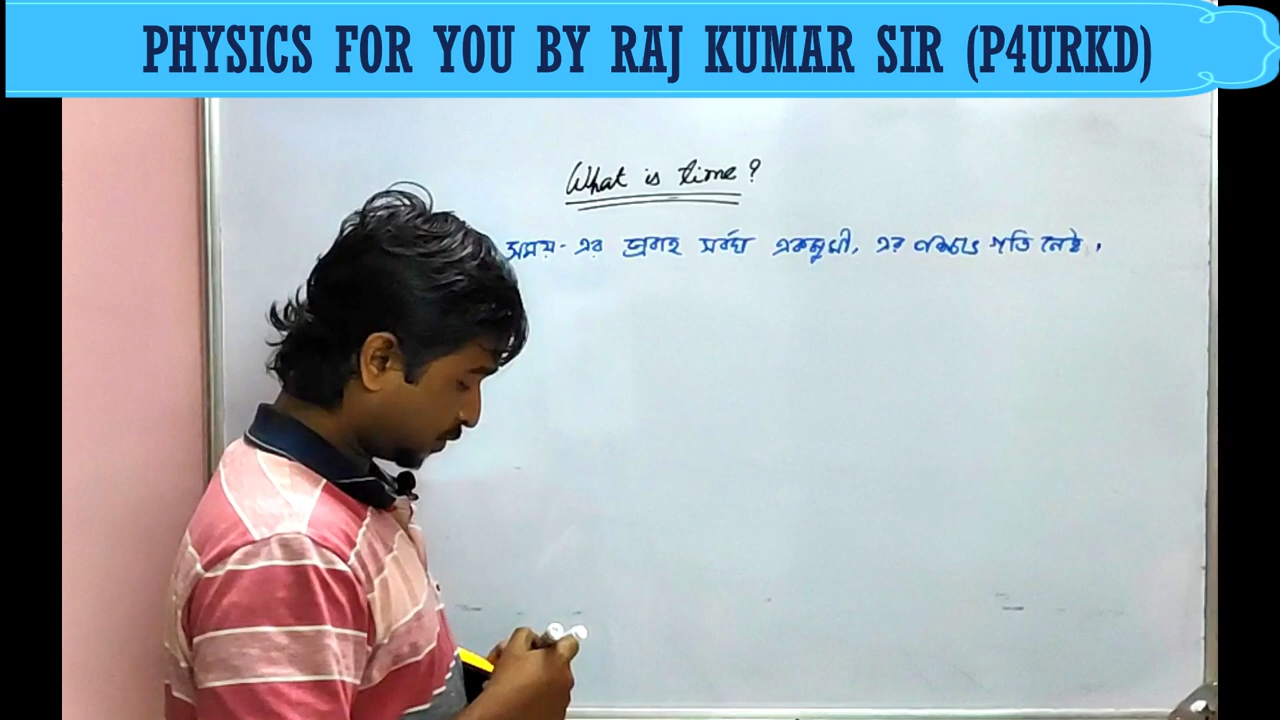 PHYSICS FOR YOU BY RAJ KUMAR SIR (P4URKD)
What is time?
সময়-এর প্রবাহ সর্বদা একমুখী, এর পশ্চাৎ গতি নেই।